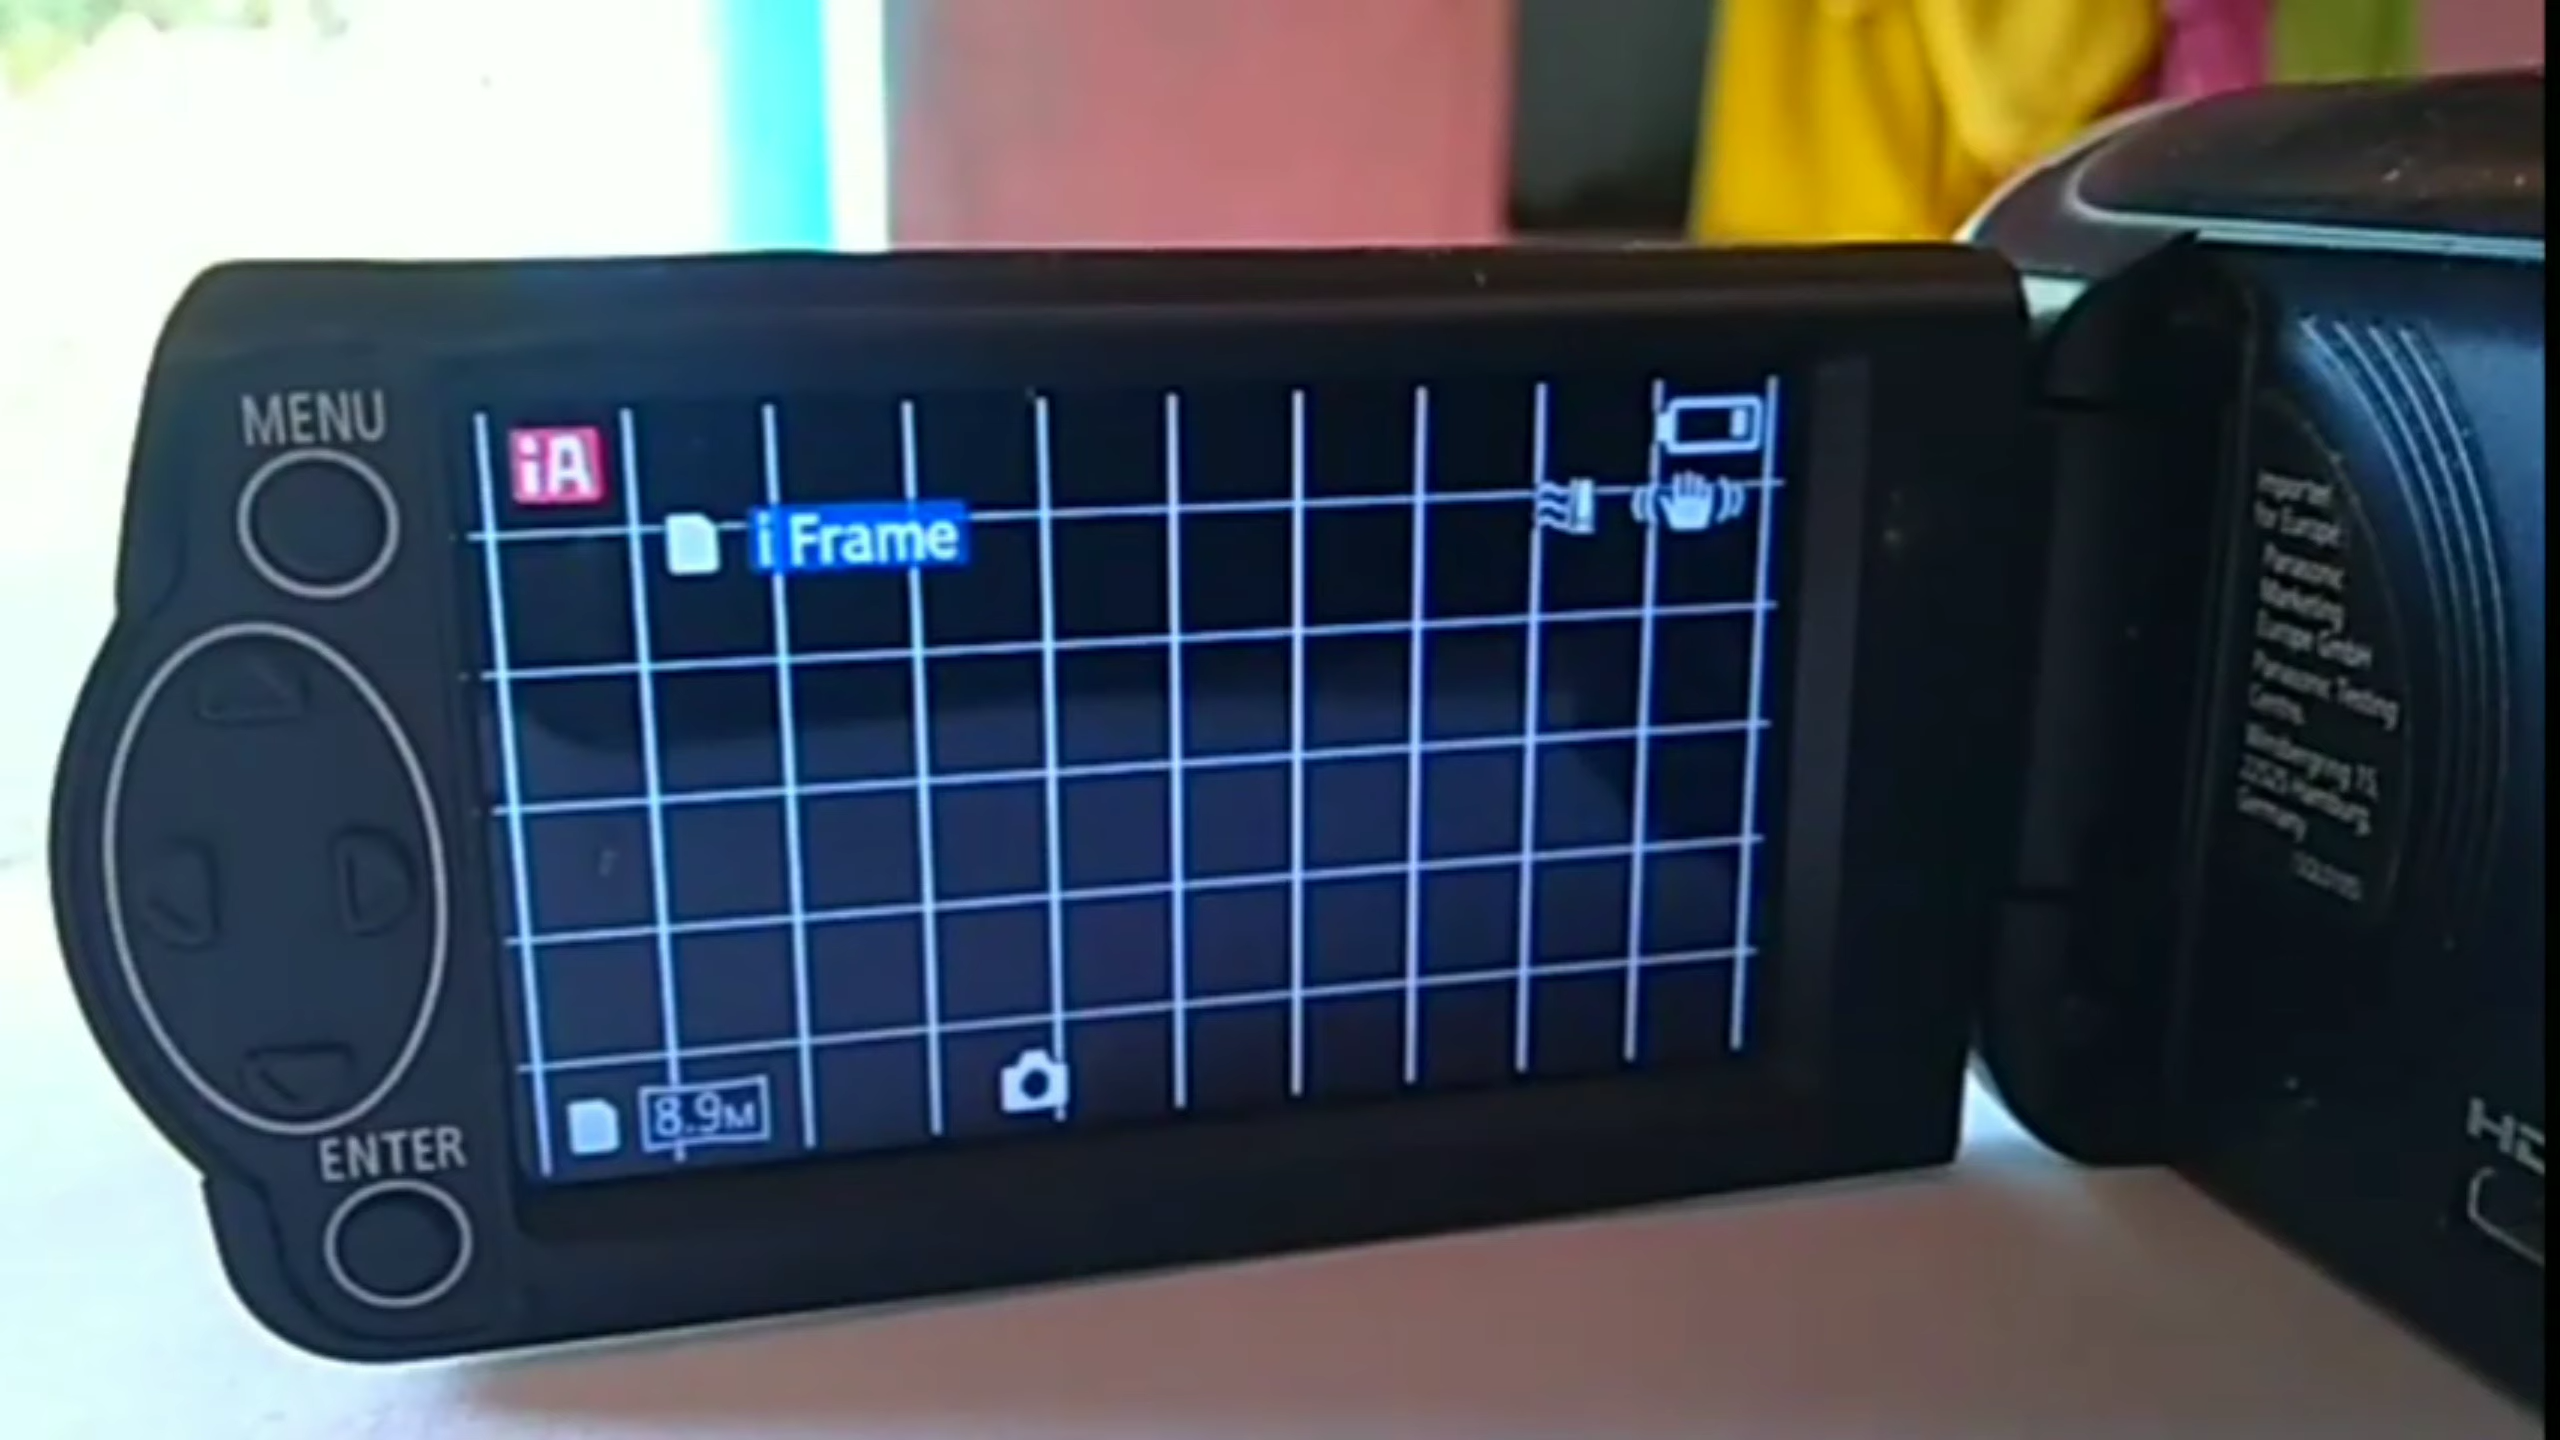 MENU
iA
i Frame
8.9M
ENTER
Importer
for Europe:
Panasonic
Marketing
Europe GmbH
Panasonic Testing
Centre
Winsbergring 15,
22525 Hamburg,
Germany